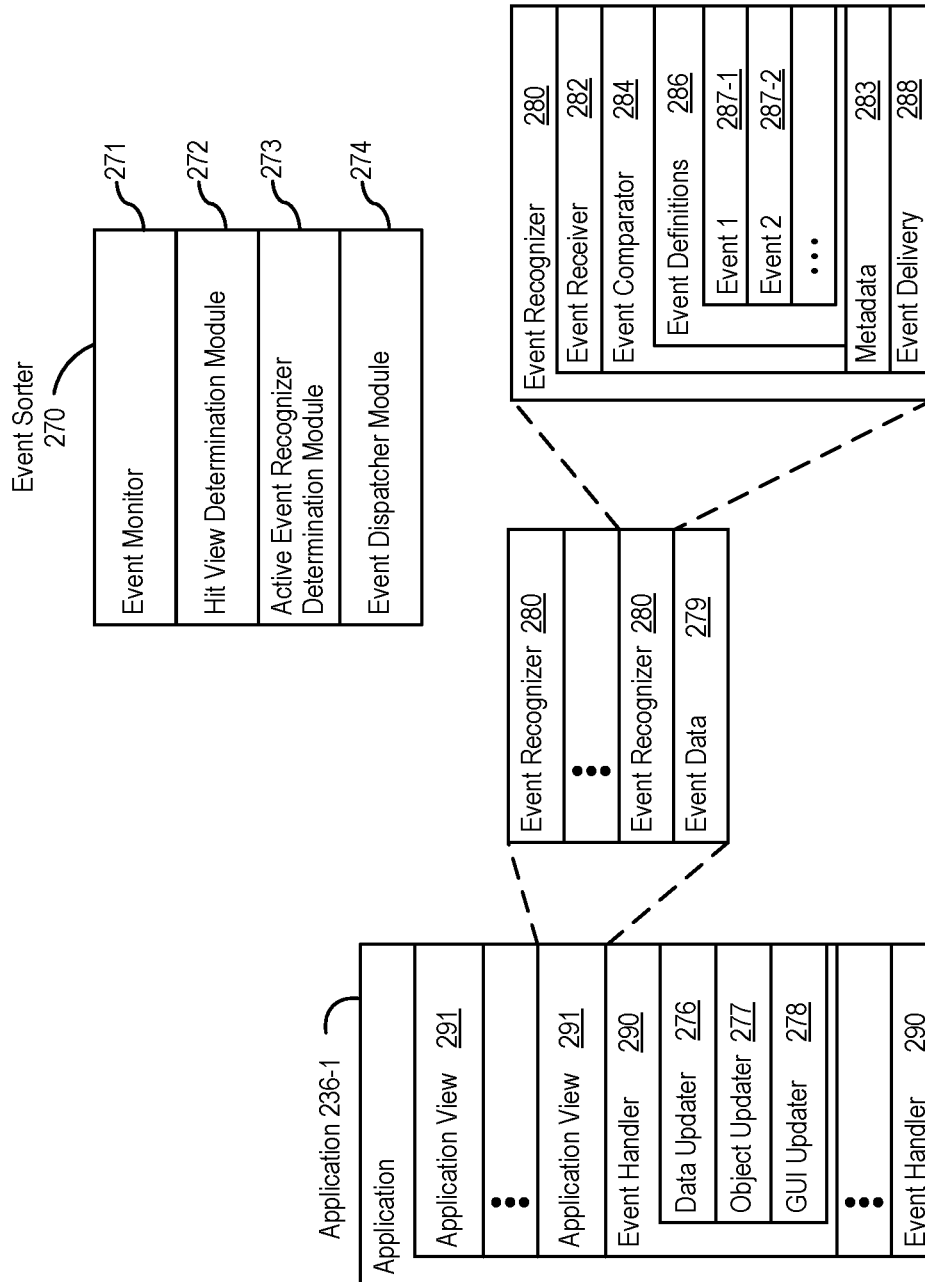 Event Sorter
270
Event Monitor
271
Hit View Determination Module
272
Active Event Recognizer
Determination Module
273
Event Dispatcher Module
274
Application 236-1
Application
Application View 291
•••
Application View 291
Event Handler 290
Data Updater 276
Object Updater 277
GUI Updater 278
•••
Event Handler 290
Event Recognizer 280
•••
Event Recognizer 280
Event Data 279
Event Recognizer 280
Event Receiver 282
Event Comparator 284
Event Definitions 286
Event 1 287-1
Event 2 287-2
•••
Metadata 283
Event Delivery 288